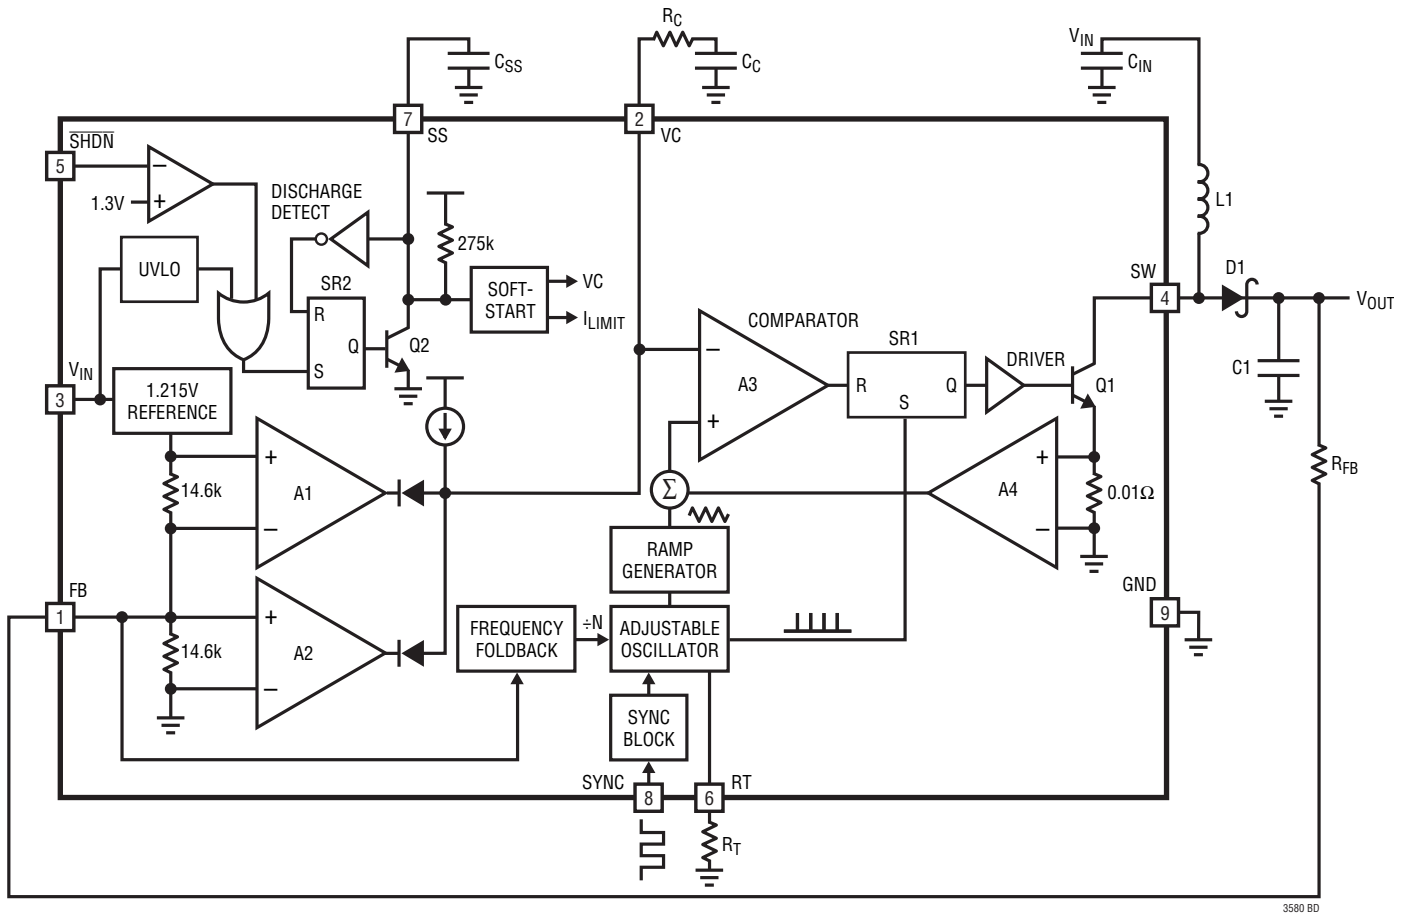 RC
CSS
CC
VIN
CIN
7
SS
2
VC
SHDN
5
−
+
1.3V
DISCHARGE
DETECT
275k
L1
UVLO
SR2
R
Q
S
SOFT-
START
VC
ILIMIT
Q2
SW
4
D1
VOUT
COMPARATOR
−
A3
+
SR1
R
Q
S
DRIVER
Q1
C1
VIN
3
1.215V
REFERENCE
+
A1
−
14.6k
Σ
+
A4
−
0.01Ω
RFB
RAMP
GENERATOR
FB
1
+
A2
−
14.6k
FREQUENCY
FOLDBACK
÷N
ADJUSTABLE
OSCILLATOR
GND
9
SYNC
BLOCK
SYNC
8
6
RT
RT
3580 BD